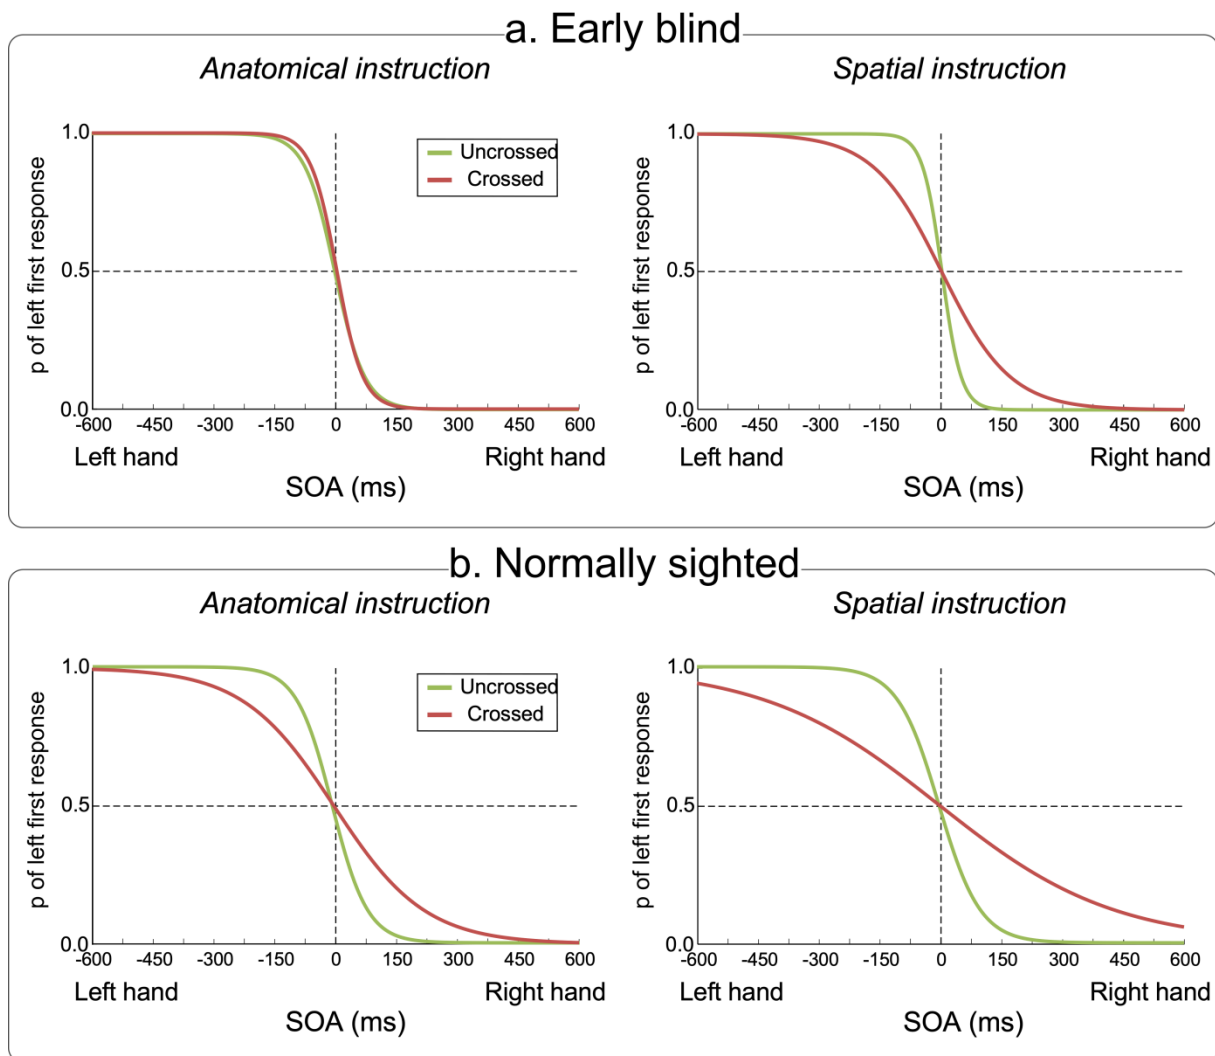 a. Early blind
Anatomical instruction
p of left first response
1.0
0.5
0.0
Uncrossed
Crossed
-600 -450 -300 -150 0 150 300 450 600
Left hand Right hand
SOA (ms)
Spatial instruction
p of left first response
1.0
0.5
0.0
-600 -450 -300 -150 0 150 300 450 600
Left hand Right hand
SOA (ms)
b. Normally sighted
Anatomical instruction
p of left first response
1.0
0.5
0.0
Uncrossed
Crossed
-600 -450 -300 -150 0 150 300 450 600
Left hand Right hand
SOA (ms)
Spatial instruction
p of left first response
1.0
0.5
0.0
-600 -450 -300 -150 0 150 300 450 600
Left hand Right hand
SOA (ms)